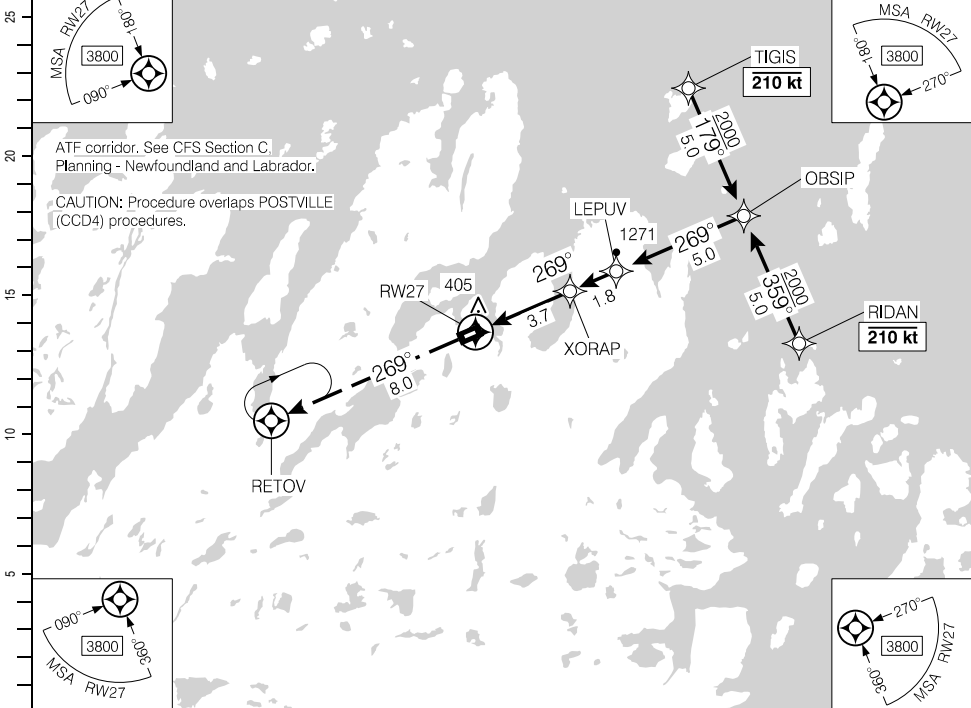 25
20
15
10
5
MSA RW27
180°
3800
090°
MSA RW27
180°
3800
270°
ATF corridor. See CFS Section C,
Planning - Newfoundland and Labrador.
CAUTION: Procedure overlaps POSTVILLE
(CCD4) procedures.
TIGIS
210 kt
2000
179°
5.0
OBSIP
LEPUV
1271
269°
5.0
269°
1.8
2000
359°
5.0
RIDAN
210 kt
RW27
405
3.7
XORAP
269°
8.0
RETOV
090°
3800
360°
MSA RW27
270°
3800
360°
MSA RW27